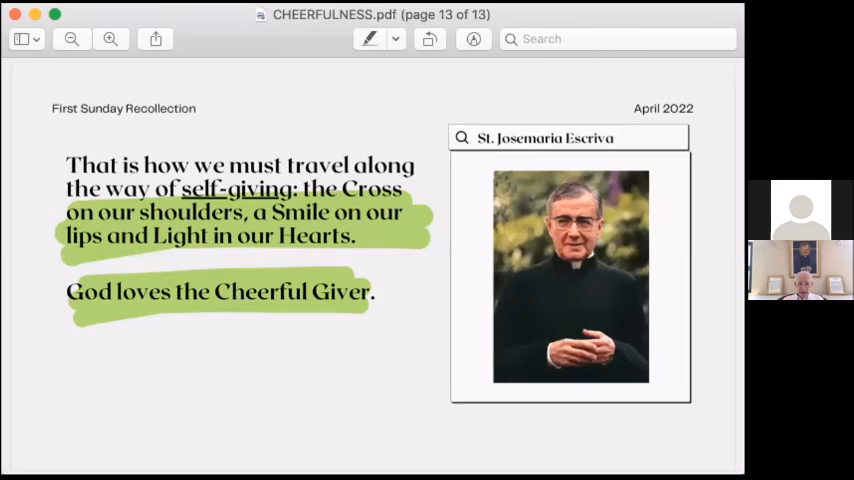 CHEERFULNESS.pdf (page 13 of 13)
Search
First Sunday Recollection
April 2022
That is how we must travel along
the way of self-giving: the Cross
on our shoulders, a Smile on our
lips and Light in our Hearts.
God loves the Cheerful Giver.
St. Josemaria Escriva